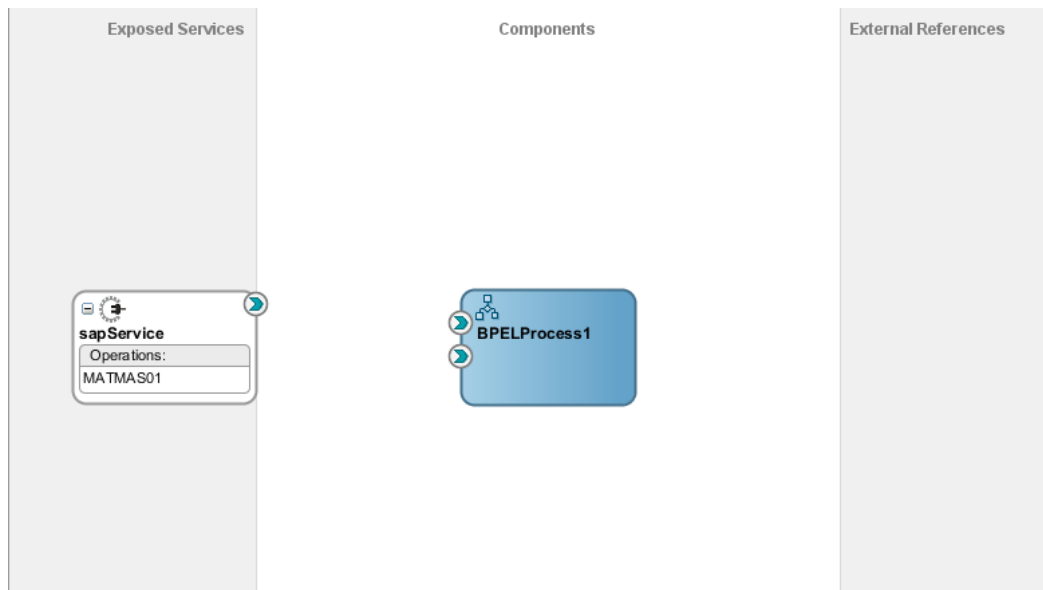 Exposed Services
Components
External References
sapService
Operations:
MATMAS01
BPELProcess1